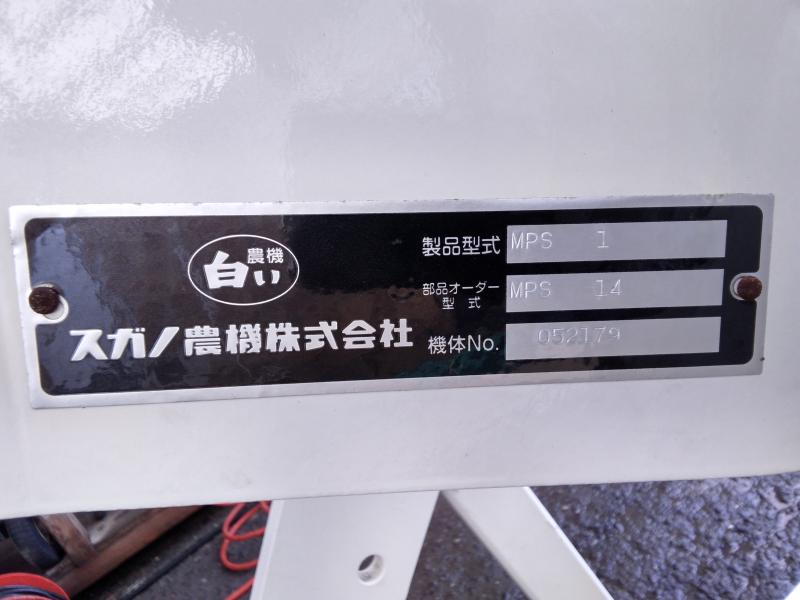 農機
白い
スガノ農機株式会社
製品型式 MPS 1
部品オーダー型式 MPS 14
機体No. 052179